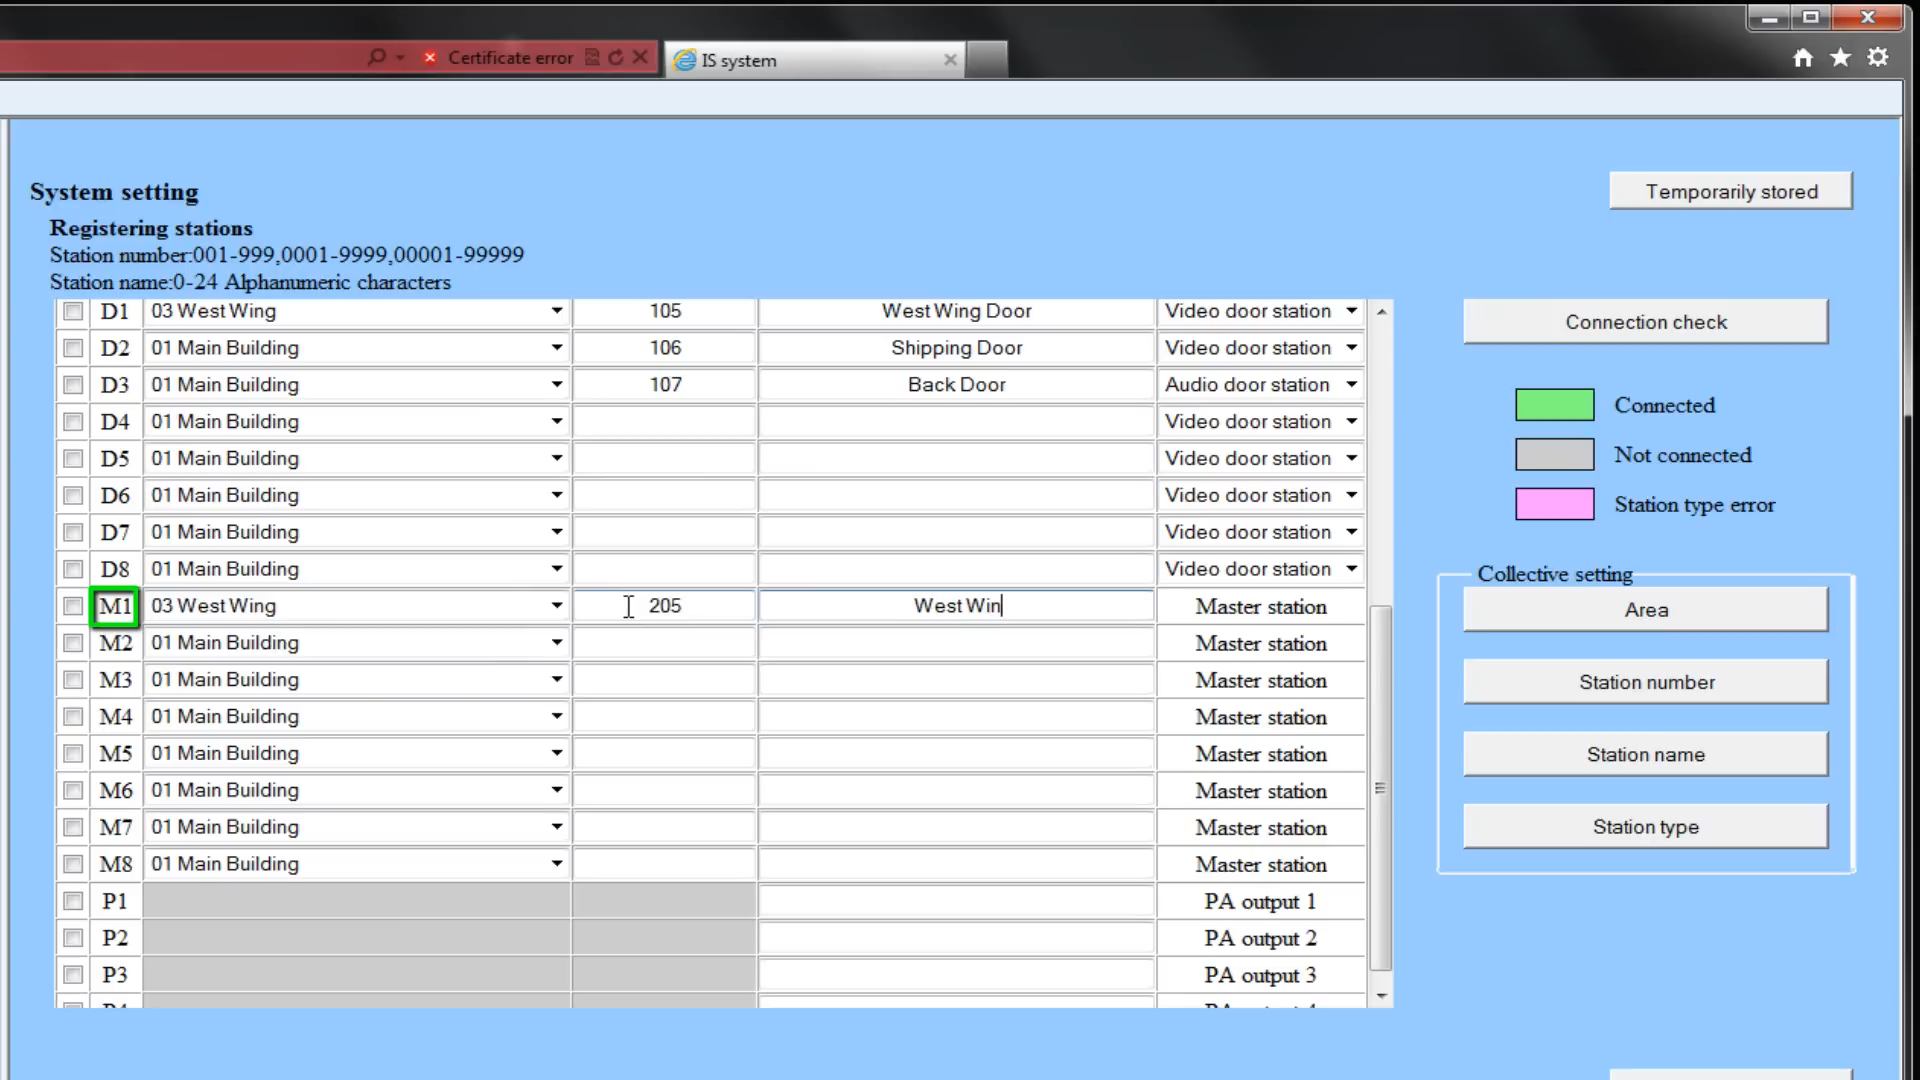 Certificate error
IS system
System setting
Temporarily stored
Registering stations
Station number:001-999,0001-9999,00001-99999
Station name:0-24 Alphanumeric characters
D1 03 West Wing 105 West Wing Door Video door station
D2 01 Main Building 106 Shipping Door Video door station
D3 01 Main Building 107 Back Door Audio door station
D4 01 Main Building Video door station
D5 01 Main Building Video door station
D6 01 Main Building Video door station
D7 01 Main Building Video door station
D8 01 Main Building Video door station
M1 03 West Wing 205 West Win Master station
M2 01 Main Building Master station
M3 01 Main Building Master station
M4 01 Main Building Master station
M5 01 Main Building Master station
M6 01 Main Building Master station
M7 01 Main Building Master station
M8 01 Main Building Master station
P1 PA output 1
P2 PA output 2
P3 PA output 3
Connection check
Connected
Not connected
Station type error
Collective setting
Area
Station number
Station name
Station type